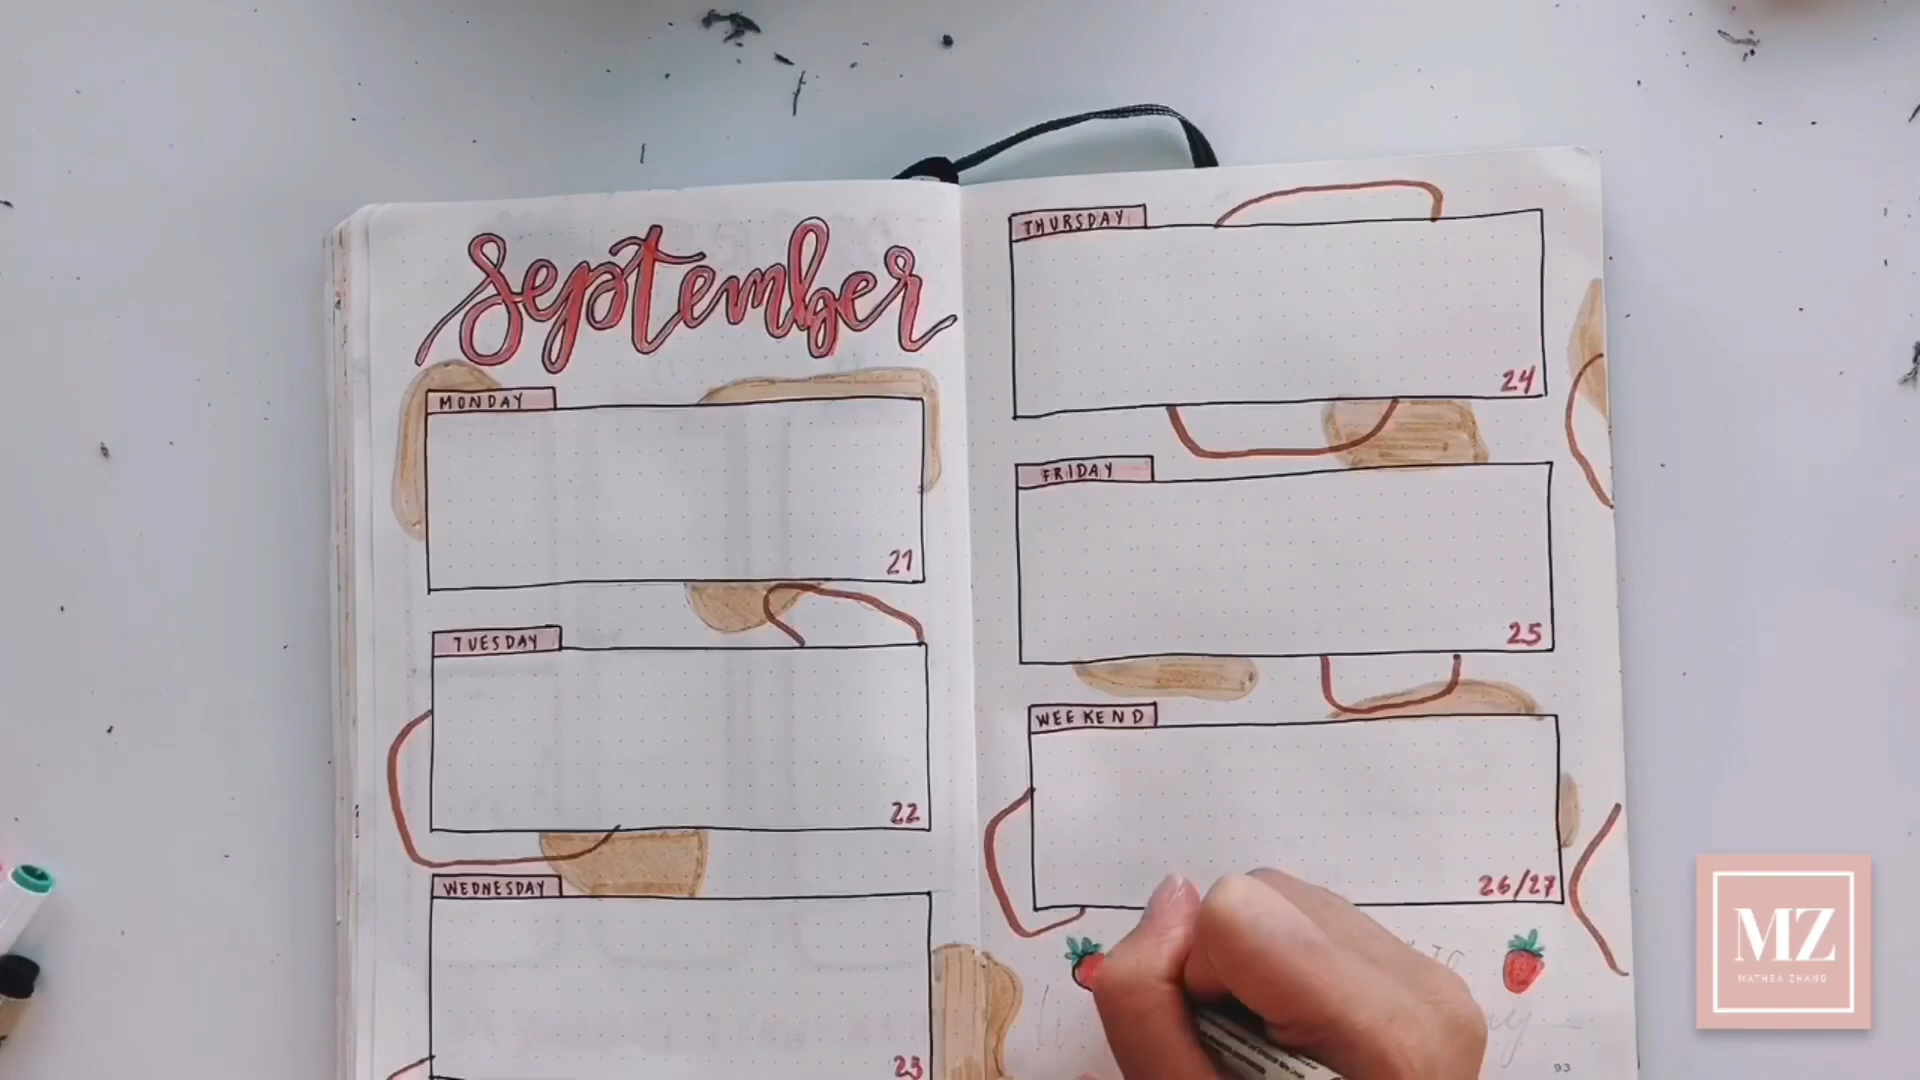 September
MONDAY
21
TUESDAY
22
WEDNESDAY
23
THURSDAY
24
FRIDAY
25
WEEKEND
26/27
93
MZ
MATHEA ZHANG